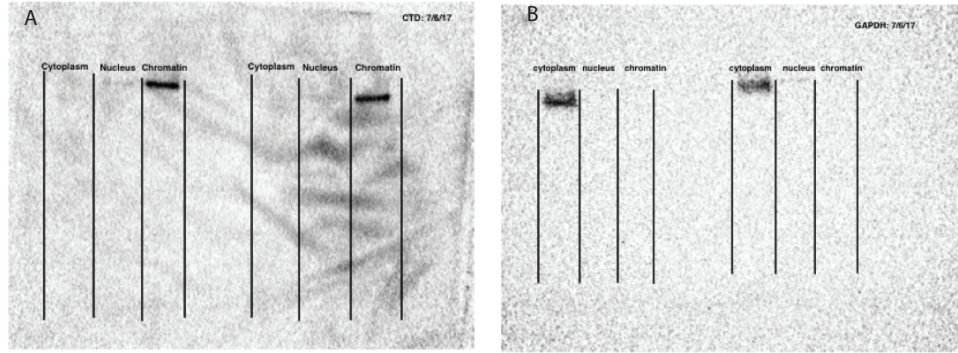 A
CTD: 7/6/17
Cytoplasm Nucleus Chromatin Cytoplasm Nucleus Chromatin
B
GAPDH: 7/6/17
cytoplasm nucleus chromatin cytoplasm nucleus chromatin